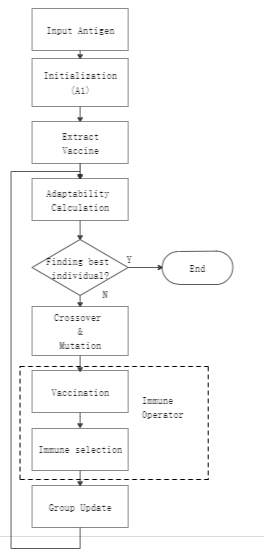 Input Antigen
Initialization
(A1)
Extract
Vaccine
Adaptability
Calculation
Finding best
individual?
Y
End
N
Crossover
&
Mutation
Vaccination
Immune
Operator
Immune selection
Group Update